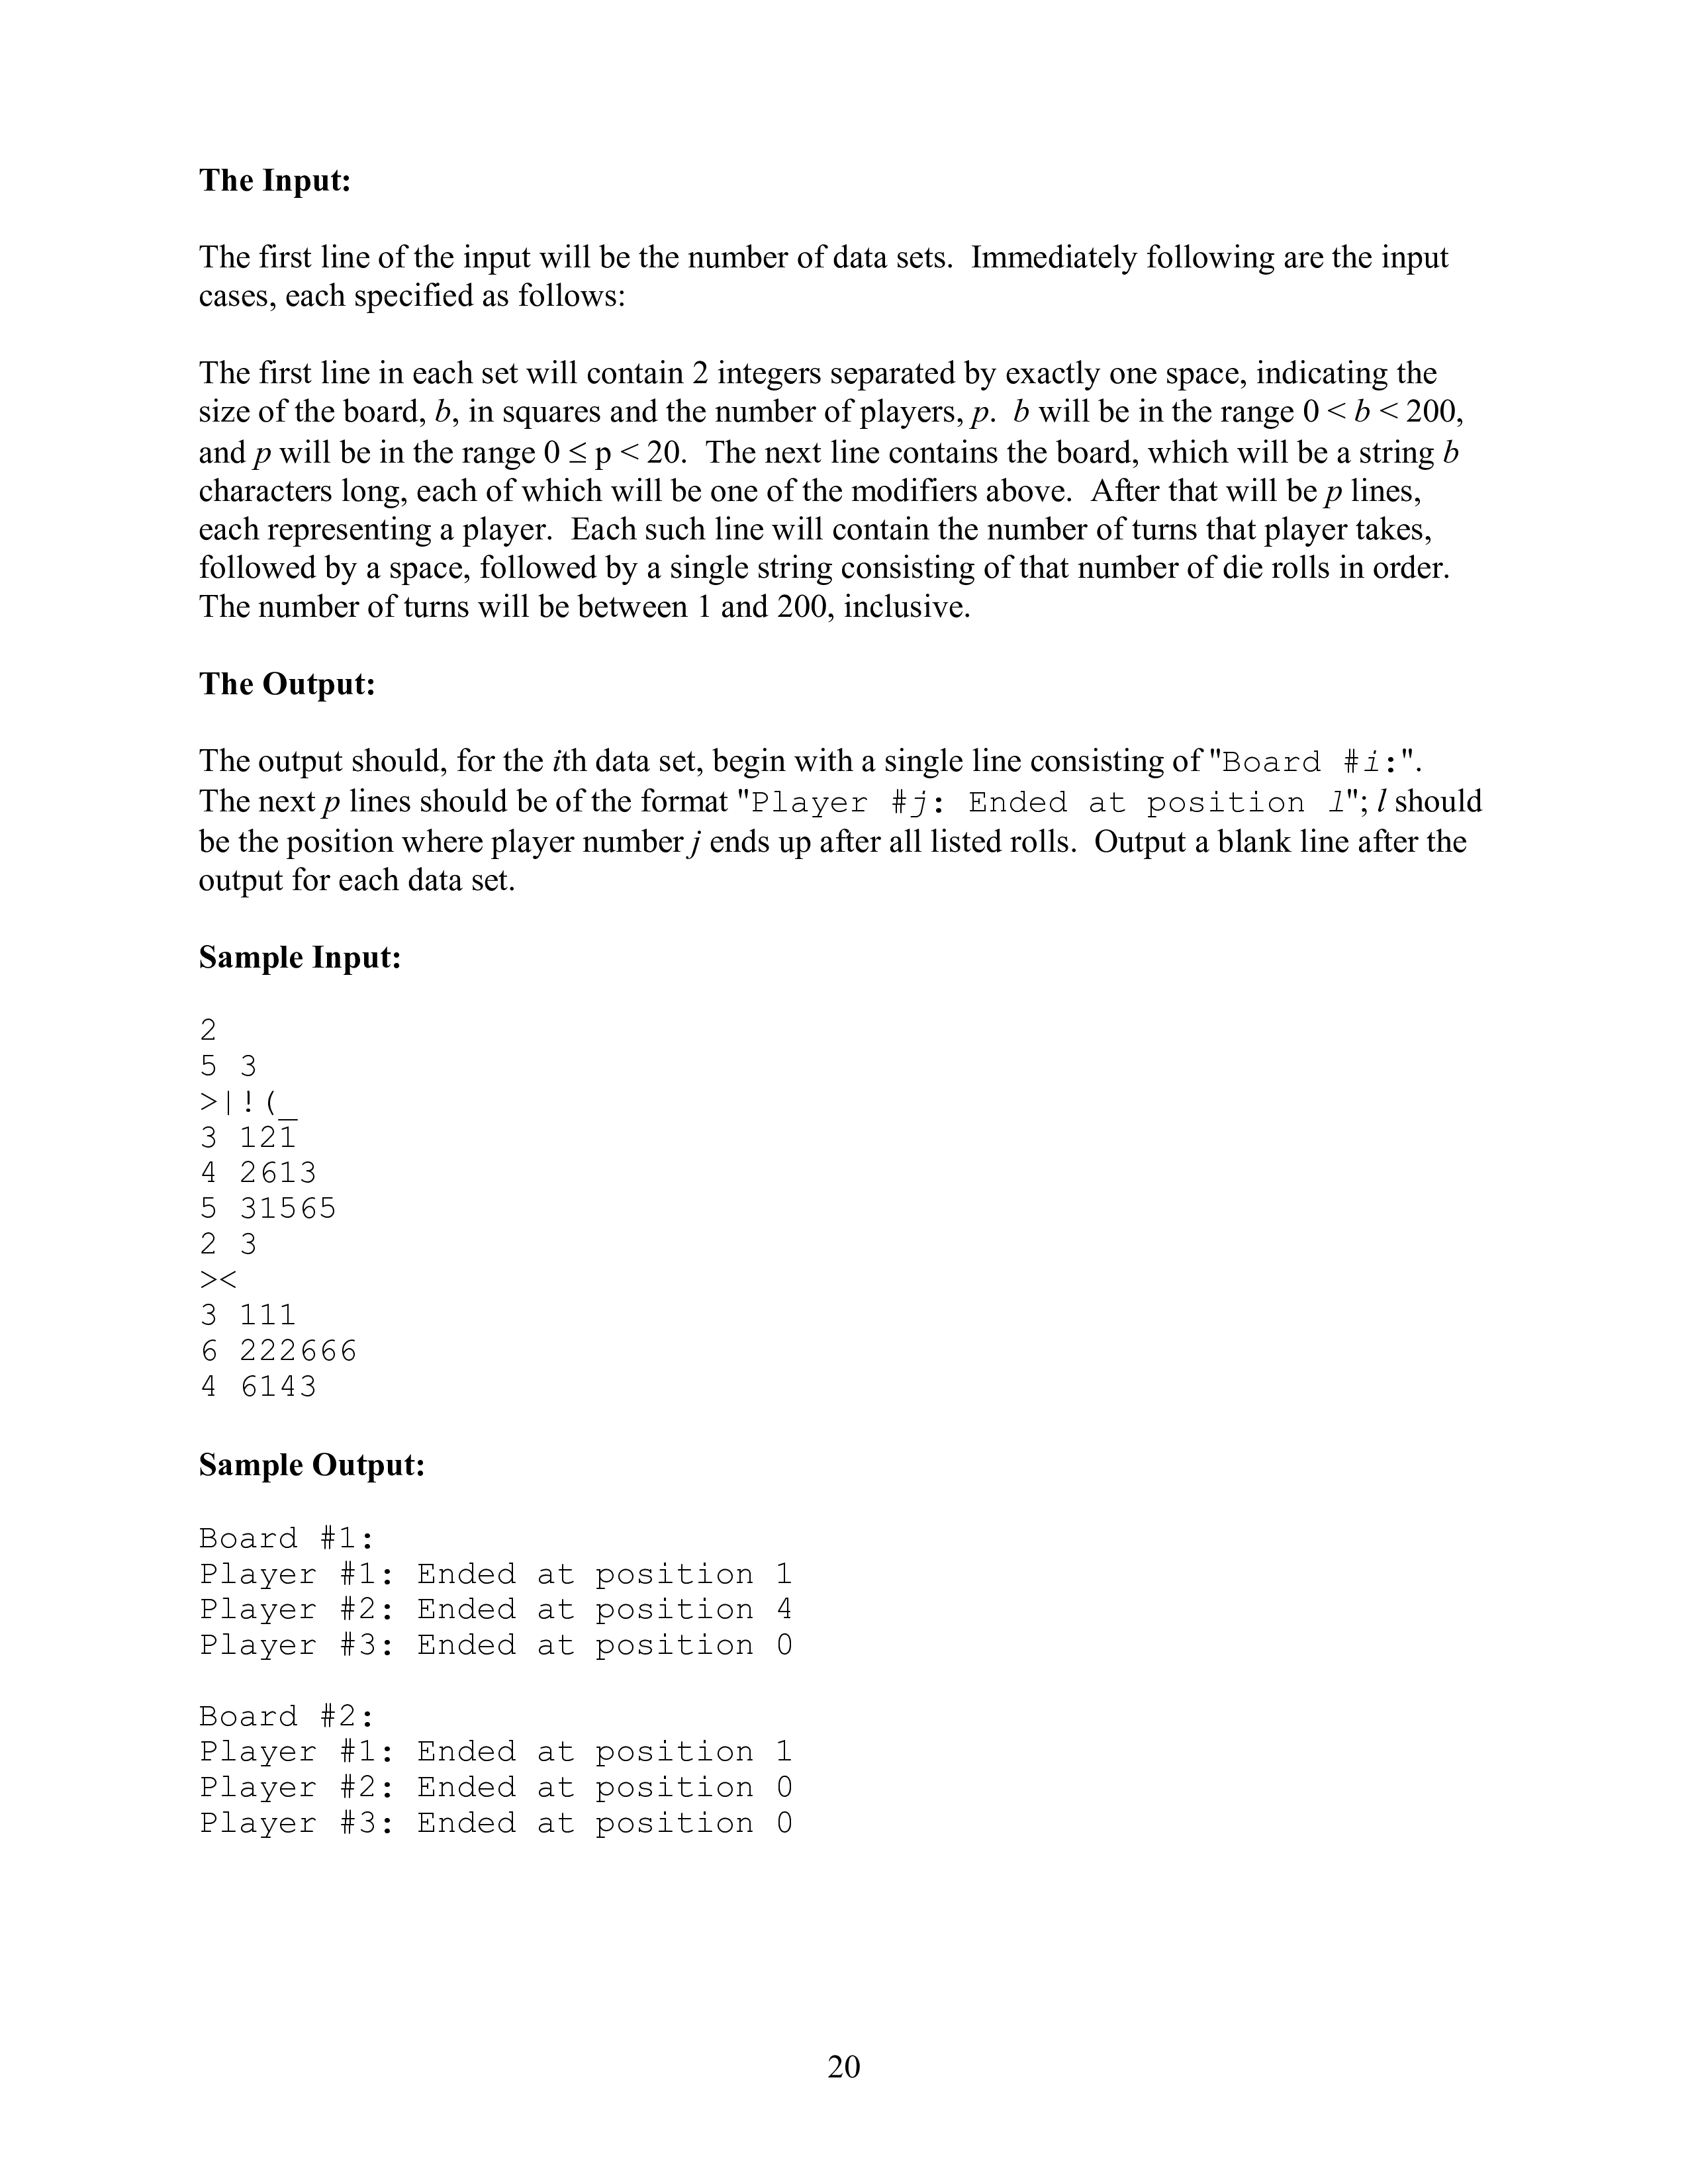 The Input:
The first line of the input will be the number of data sets.  Immediately following are the input
cases, each specified as follows:
The first line in each set will contain 2 integers separated by exactly one space, indicating the
size of the board, b, in squares and the number of players, p.  b will be in the range 0 < b < 200,
and p will be in the range 0 ≤ p < 20.  The next line contains the board, which will be a string b
characters long, each of which will be one of the modifiers above.  After that will be p lines,
each representing a player.  Each such line will contain the number of turns that player takes,
followed by a space, followed by a single string consisting of that number of die rolls in order.
The number of turns will be between 1 and 200, inclusive.
The Output:
The output should, for the ith data set, begin with a single line consisting of "Board #i:".
The next p lines should be of the format "Player #j: Ended at position l"; l should
be the position where player number j ends up after all listed rolls.  Output a blank line after the
output for each data set.
Sample Input:
2
5 3
>|!(_
3 121
4 2613
5 31565
2 3
><
3 111
6 222666
4 6143
Sample Output:
Board #1:
Player #1: Ended at position 1
Player #2: Ended at position 4
Player #3: Ended at position 0
Board #2:
Player #1: Ended at position 1
Player #2: Ended at position 0
Player #3: Ended at position 0
20